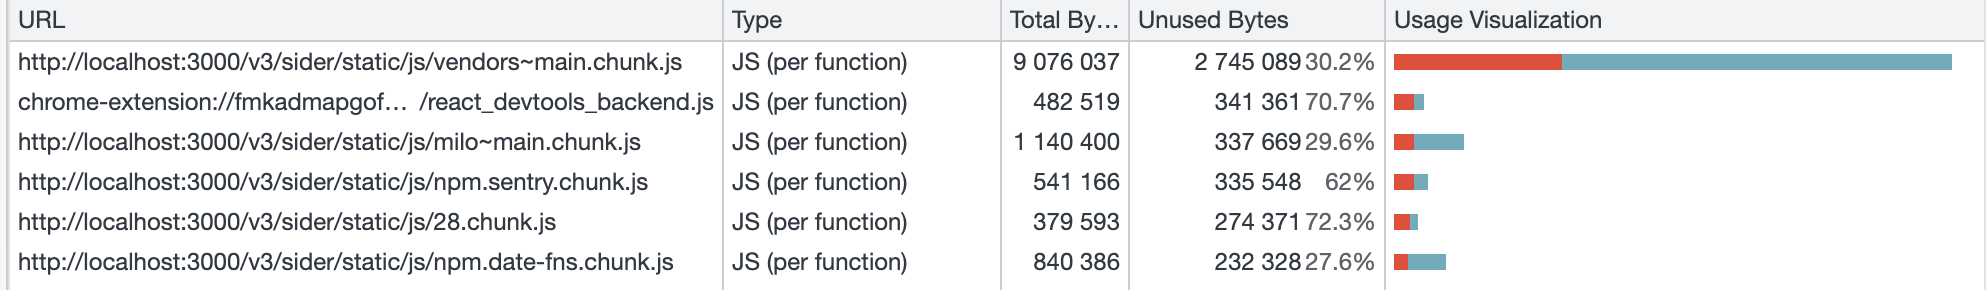 URL Type Total By… Unused Bytes Usage Visualization
http://localhost:3000/v3/sider/static/js/vendors~main.chunk.js JS (per function) 9 076 037 2 745 089 30.2%
chrome-extension://fmkadmapgof… /react_devtools_backend.js JS (per function) 482 519 341 361 70.7%
http://localhost:3000/v3/sider/static/js/milo~main.chunk.js JS (per function) 1 140 400 337 669 29.6%
http://localhost:3000/v3/sider/static/js/npm.sentry.chunk.js JS (per function) 541 166 335 548 62%
http://localhost:3000/v3/sider/static/js/28.chunk.js JS (per function) 379 593 274 371 72.3%
http://localhost:3000/v3/sider/static/js/npm.date-fns.chunk.js JS (per function) 840 386 232 328 27.6%